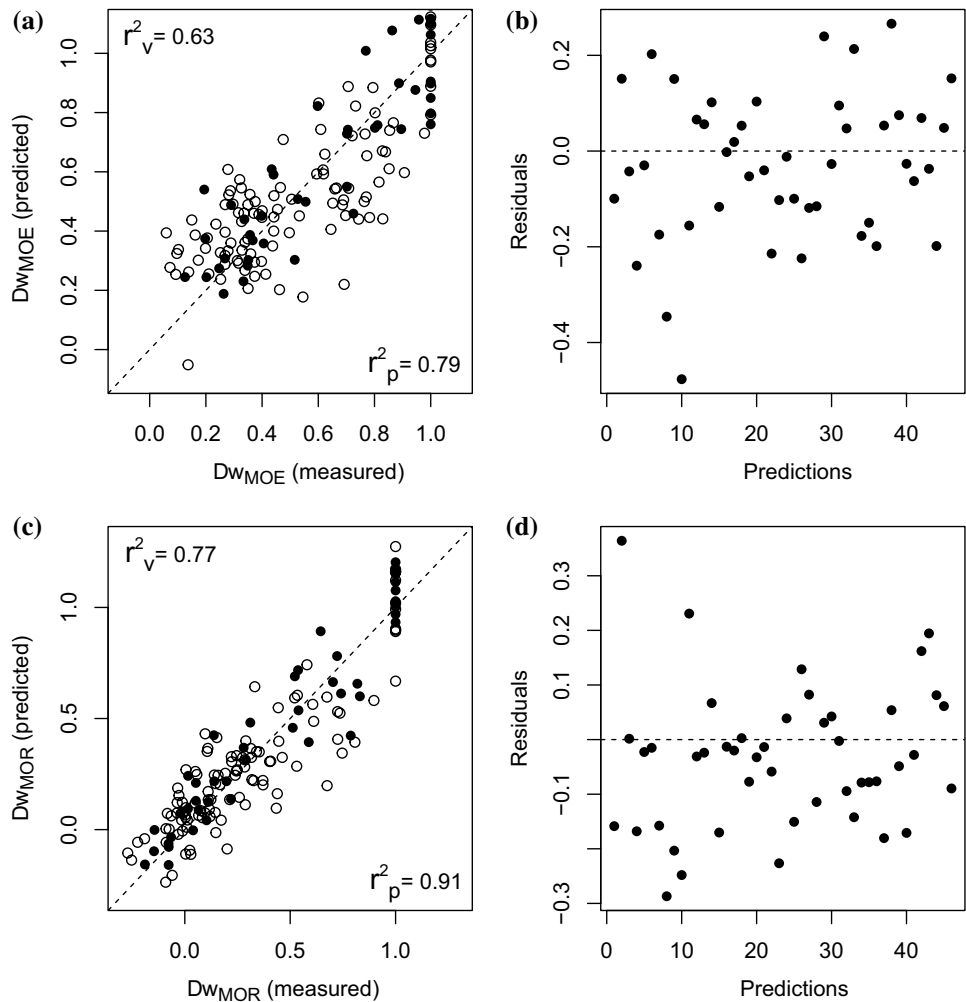 (a)
r²v = 0.63
r²p = 0.79
DwMOE (predicted)
0.0 0.2 0.4 0.6 0.8 1.0
0.0 0.2 0.4 0.6 0.8 1.0
DwMOE (measured)
(b)
Residuals
−0.4 −0.2 0.0 0.2
0 10 20 30 40
Predictions
(c)
r²v = 0.77
r²p = 0.91
DwMOR (predicted)
0.0 0.5 1.0
0.0 0.5 1.0
DwMOR (measured)
(d)
Residuals
−0.3 −0.1 0.1 0.2 0.3
0 10 20 30 40
Predictions